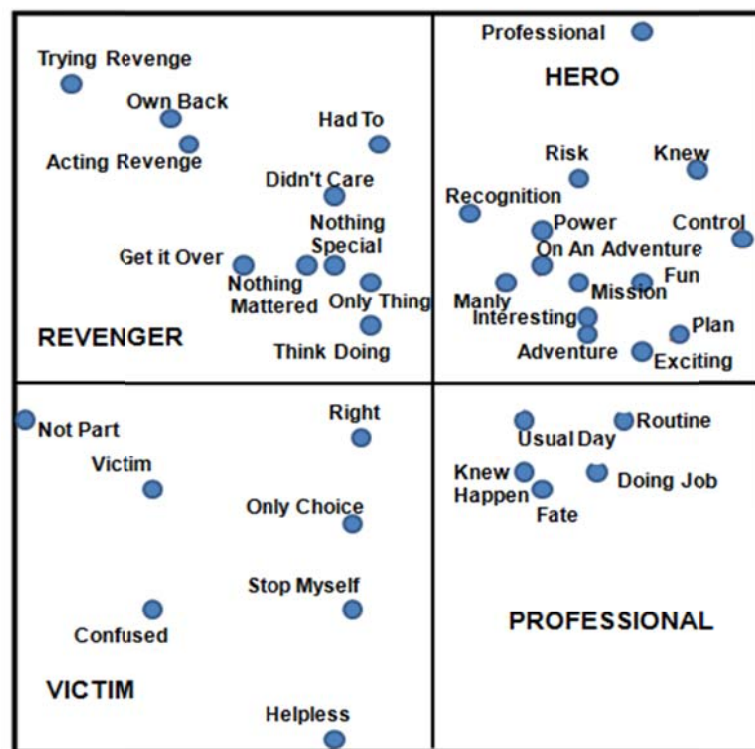 Professional
HERO
Trying Revenge
Own Back
Acting Revenge
Had To
Didn't Care
Nothing
Special
Get it Over
Nothing
Mattered
Only Thing
Think Doing
REVENGER
Risk
Knew
Recognition
Power
Control
On An Adventure
Fun
Manly
Mission
Interesting
Plan
Adventure
Exciting
Not Part
Right
Victim
Only Choice
Stop Myself
Confused
VICTIM
Helpless
Routine
Usual Day
Knew
Happen
Doing Job
Fate
PROFESSIONAL